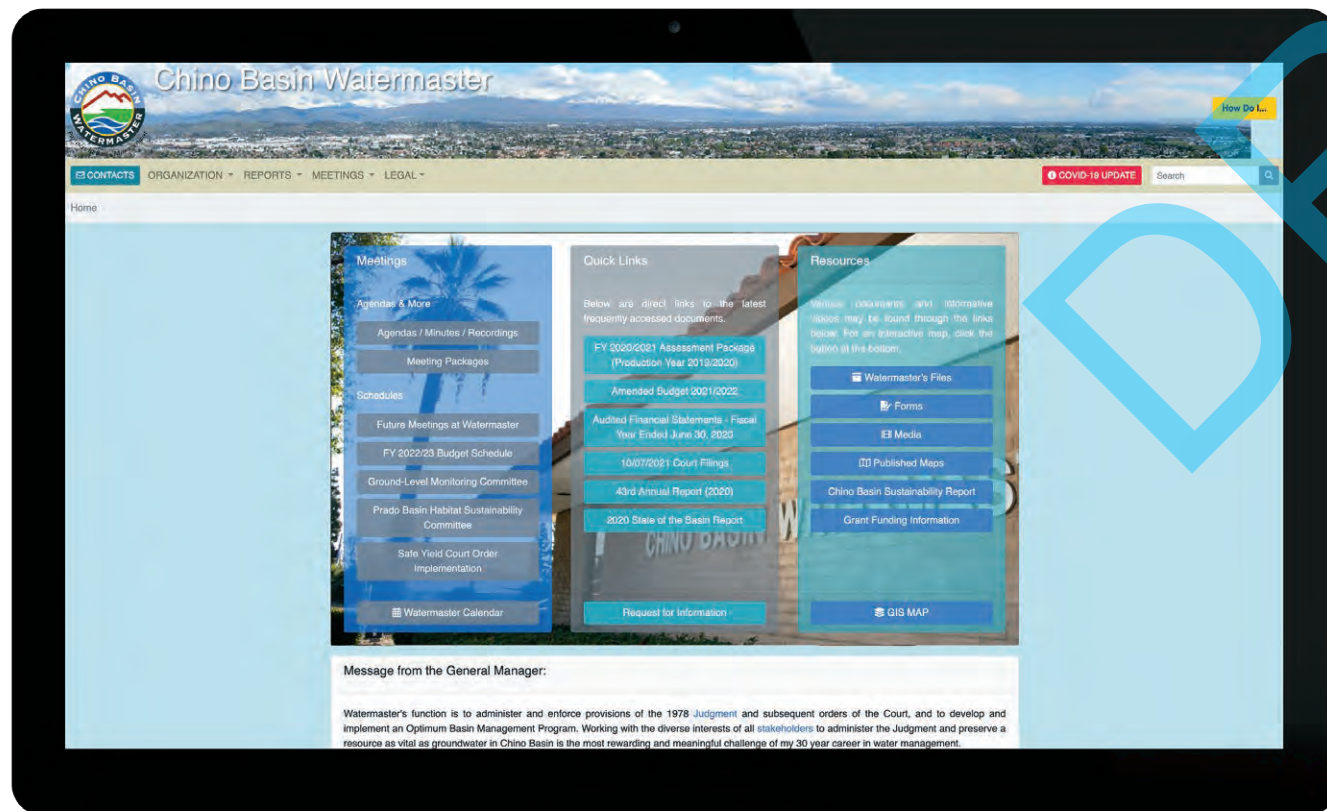 CHINO BASIN
WATERMASTER
Chino Basin Watermaster
How Do I...
CONTACTS ORGANIZATION REPORTS MEETINGS LEGAL COVID-19 UPDATE Search
Home
Meetings
Agendas & More
Agendas / Minutes / Recordings
Meeting Packages
Schedules
Future Meetings at Watermaster
FY 2022/23 Budget Schedule
Ground-Level Monitoring Committee
Prado Basin Habitat Sustainability
Committee
Safe Yield Court Order
Implementation
Watermaster Calendar
Quick Links
Below are direct links to the latest
frequently accessed documents.
FY 2020/2021 Assessment Package
(Production Year 2019/2020)
Amended Budget 2021/2022
Audited Financial Statements - Fiscal
Year Ended June 30, 2020
10/07/2021 Court Filings
43rd Annual Report (2020)
2020 State of the Basin Report
CHINO BASIN W
S
Request for Information
Resources
Various documents and informative
videos may be found through the links
below. For an interactive map, click the
button at the bottom.
Watermaster's Files
Forms
Media
Published Maps
Chino Basin Sustainability Report
Grant Funding Information
GIS MAP
Message from the General Manager:
Watermaster's function is to administer and enforce provisions of the 1978 Judgment and subsequent orders of the Court, and to develop and
implement an Optimum Basin Management Program. Working with the diverse interests of all stakeholders to administer the Judgment and preserve a
resource as vital as groundwater in Chino Basin is the most rewarding and meaningful challenge of my 30 year career in water management.
D